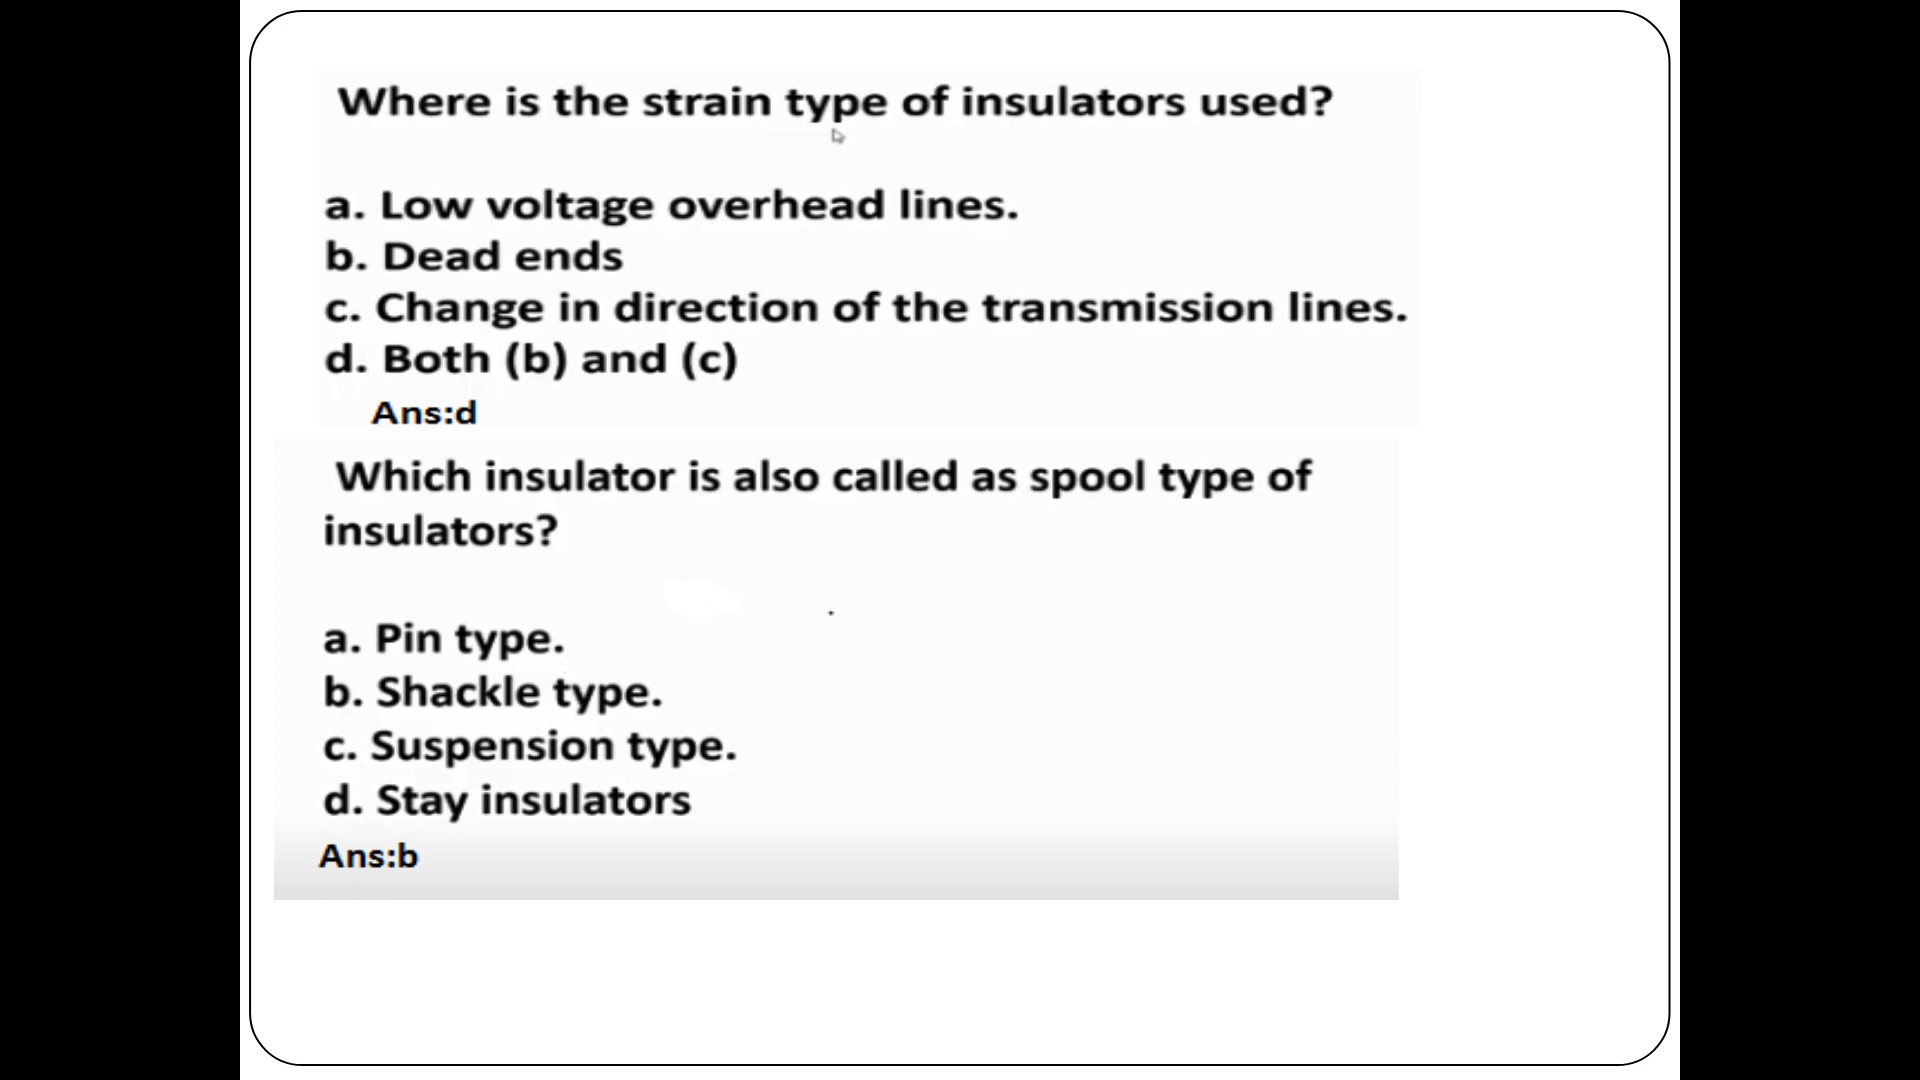 Where is the strain type of insulators used?
a. Low voltage overhead lines.
b. Dead ends
c. Change in direction of the transmission lines.
d. Both (b) and (c)
Ans:d
Which insulator is also called as spool type of
insulators?
a. Pin type.
b. Shackle type.
c. Suspension type.
d. Stay insulators
Ans:b